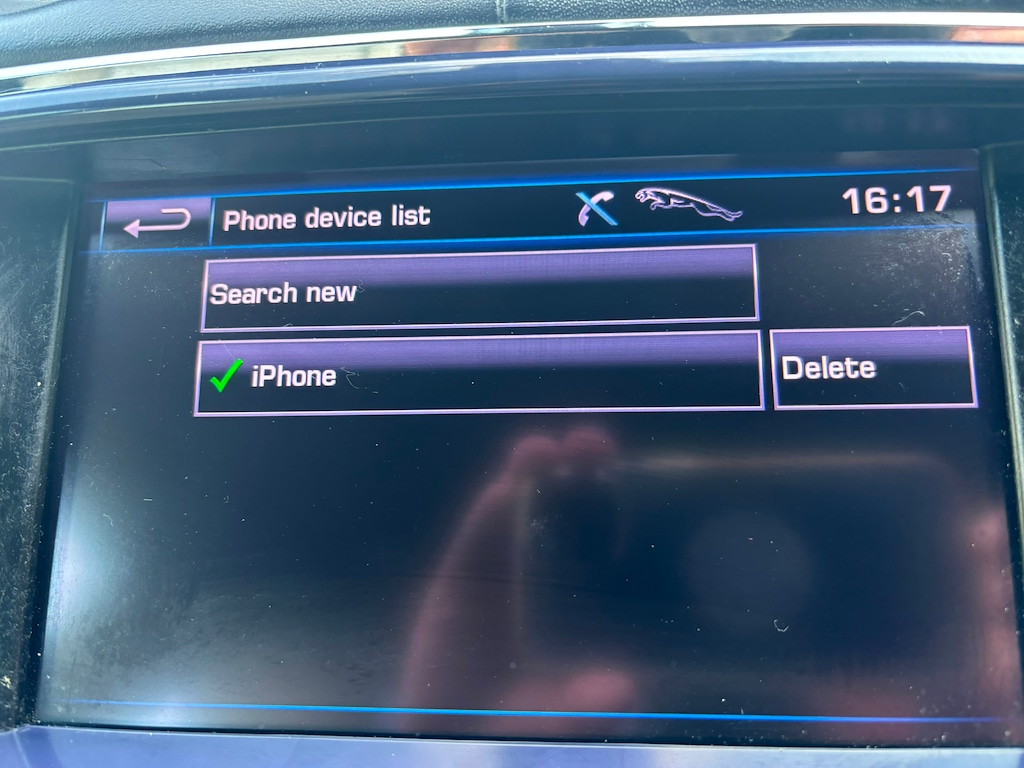 Phone device list
16:17
Search new
iPhone
Delete